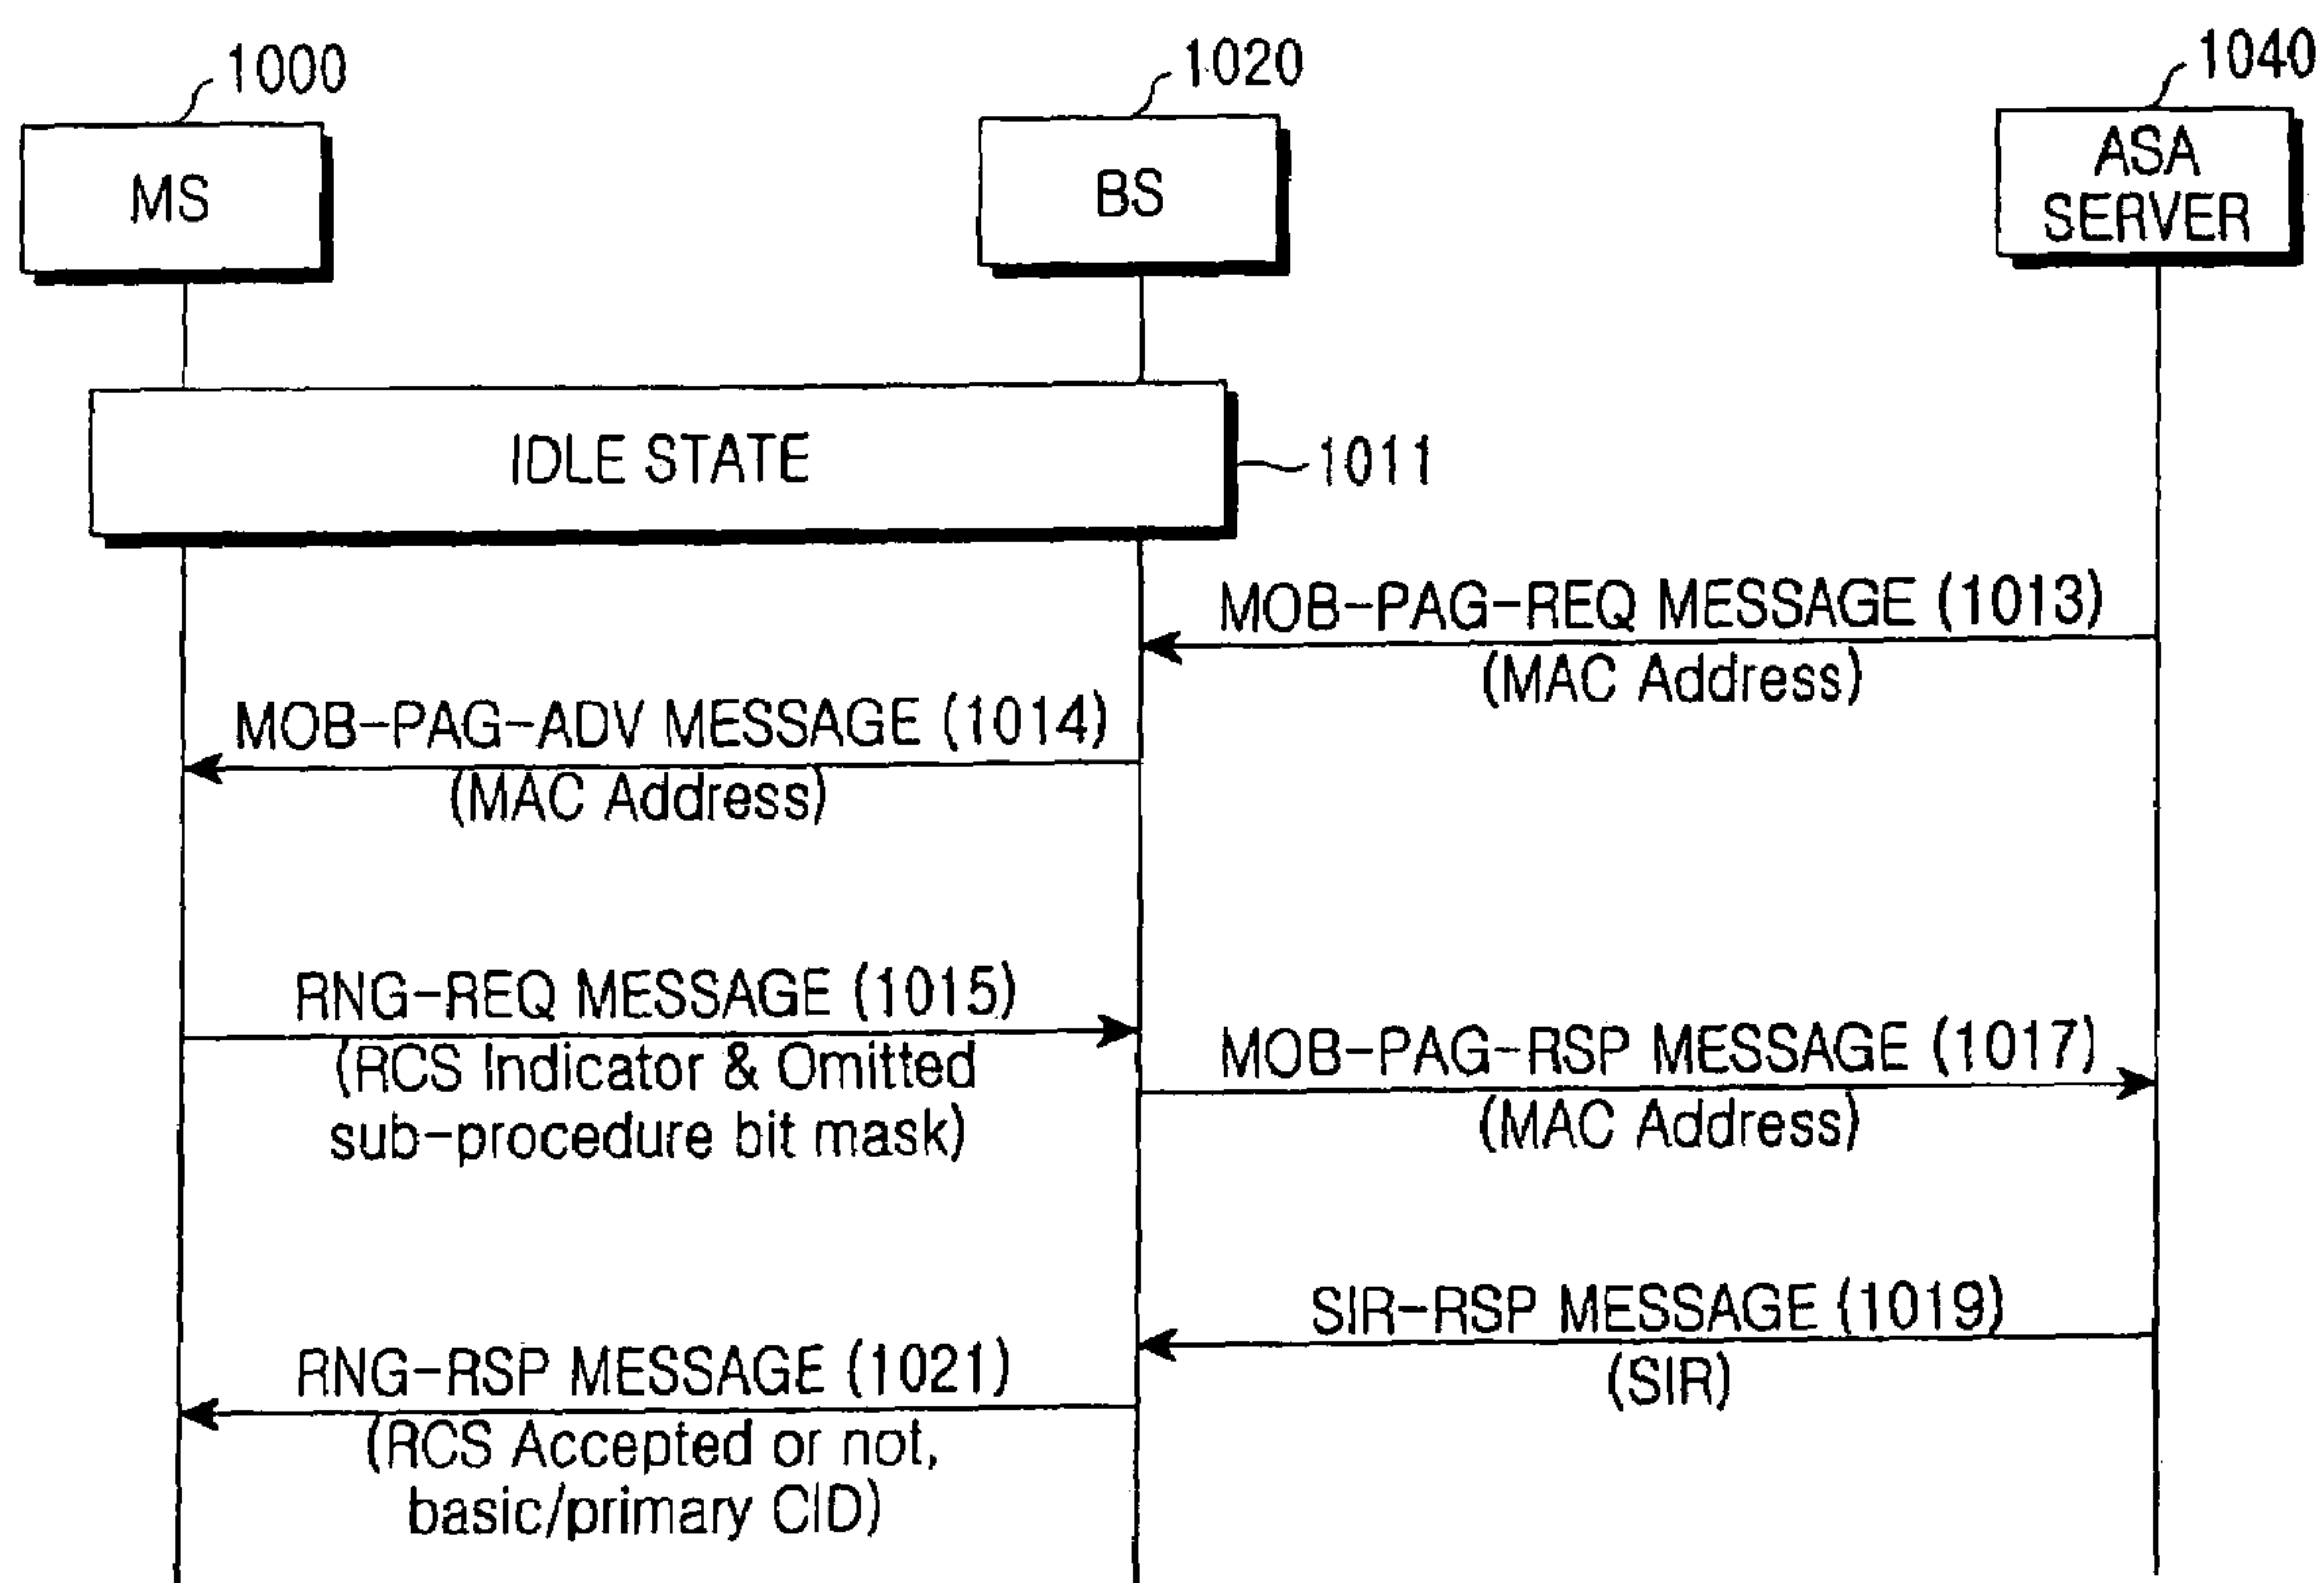 1000
1020
1040
MS
BS
ASA
SERVER
IDLE STATE
1011
MOB-PAG-REQ MESSAGE (1013)
(MAC Address)
MOB-PAG-ADV MESSAGE (1014)
(MAC Address)
RNG-REQ MESSAGE (1015)
(RCS Indicator & Omitted
sub-procedure bit mask)
MOB-PAG-RSP MESSAGE (1017)
(MAC Address)
SIR-RSP MESSAGE (1019)
(SIR)
RNG-RSP MESSAGE (1021)
(RCS Accepted or not,
basic/primary CID)